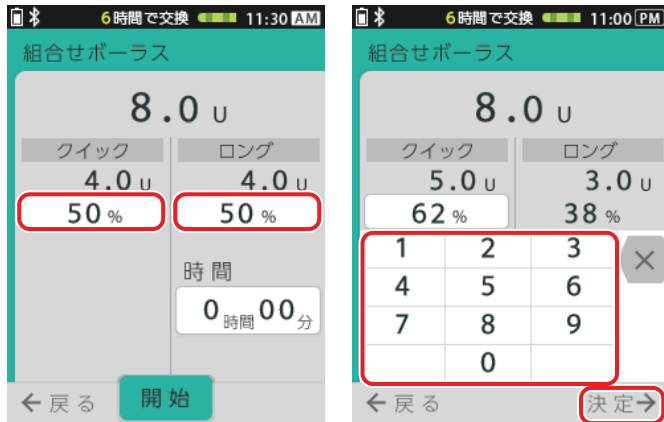 6時間で交換 11:30 AM
組合せボーラス
8.0 U
クイック ロング
4.0 U 4.0 U
50 % 50 %
時間
0 時間 00 分
←戻る 開始
6時間で交換 11:00 PM
組合せボーラス
8.0 U
クイック ロング
5.0 U 3.0 U
62 % 38 %
1 2 3
4 5 6
7 8 9
0
←戻る 決定→